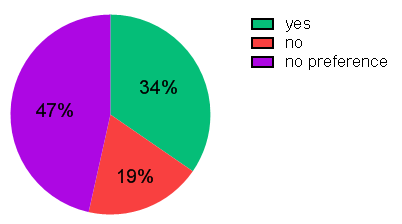 yes
no
no preference
34%
47%
19%